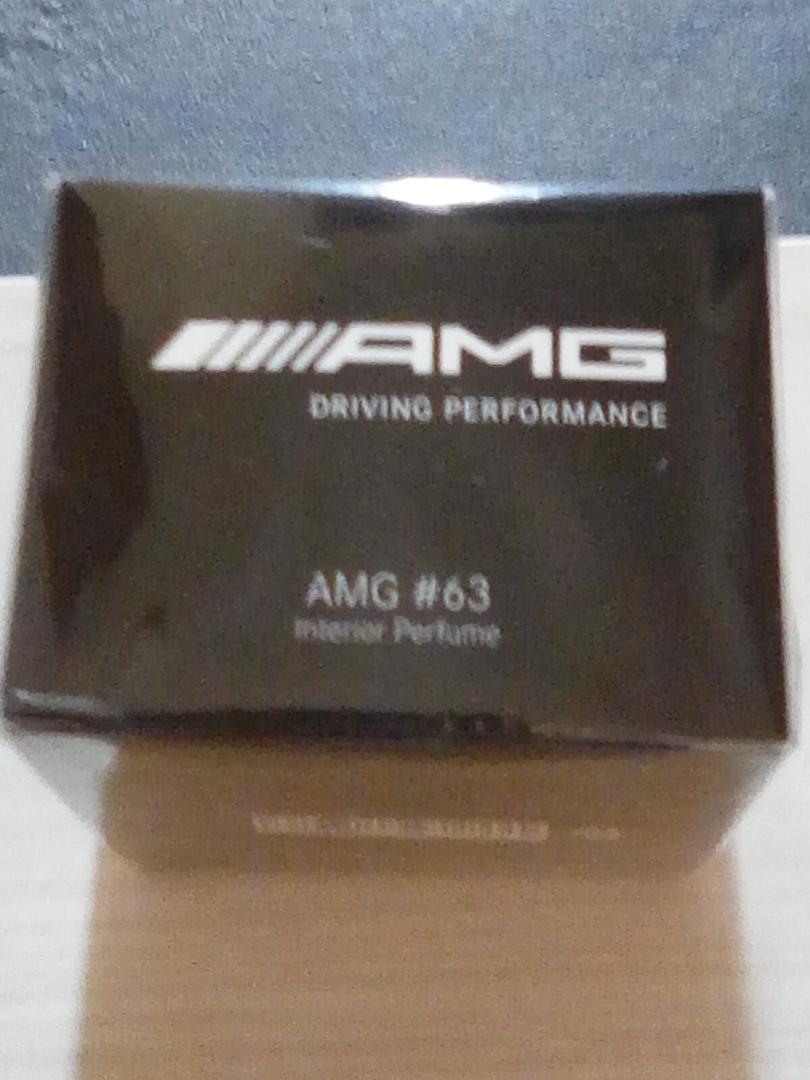 AMG
DRIVING PERFORMANCE
AMG #63
Interior Perfume